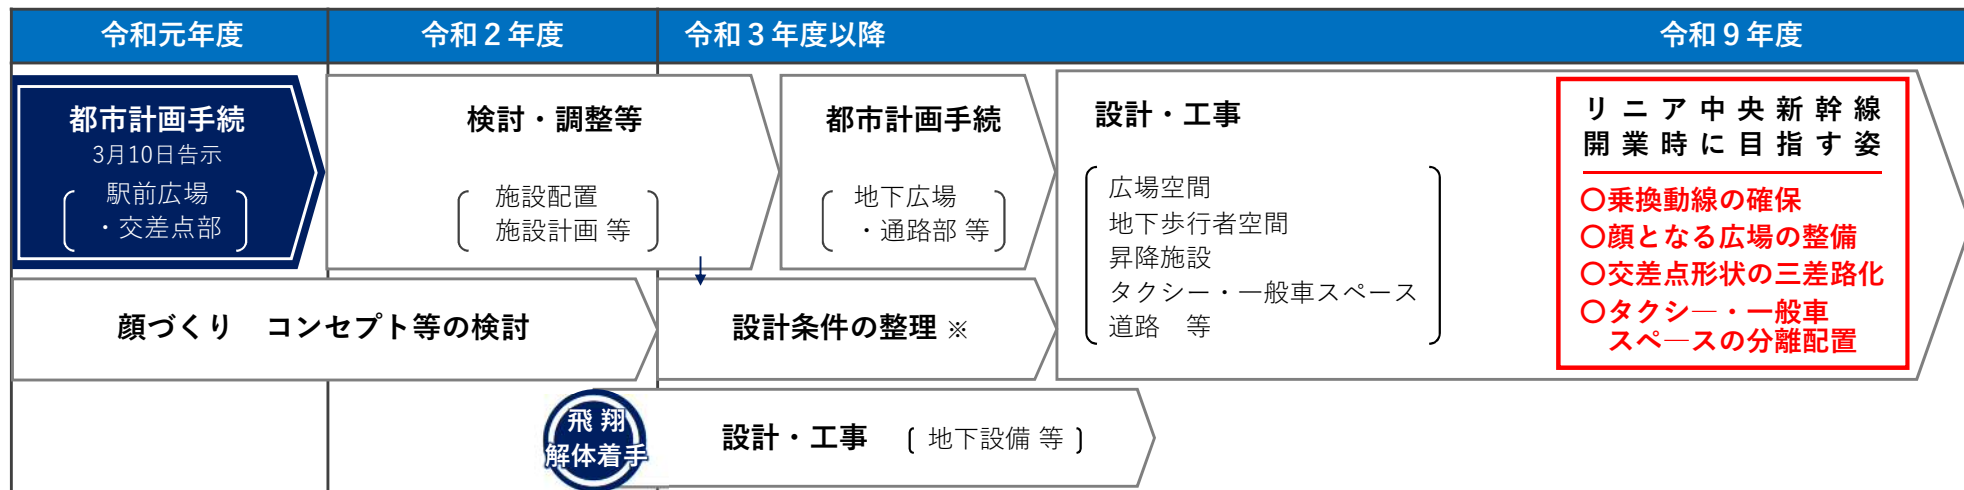 令和元年度
令和２年度
令和３年度以降
令和９年度
都市計画手続
3月10日告示
駅前広場
・交差点部
検討・調整等
施設配置
施設計画 等
都市計画手続
地下広場
・通路部 等
設計・工事
広場空間
地下歩行者空間
昇降施設
タクシー・一般車スペース
道路　等
リニア中央新幹線
開業時に目指す姿
〇乗換動線の確保
〇顔となる広場の整備
〇交差点形状の三差路化
〇タクシ―・一般車
スペ―スの分離配置
顔づくり　コンセプト等の検討
設計条件の整理 ※
飛 翔
解体着手
設計・工事 ( 地下設備 等 )